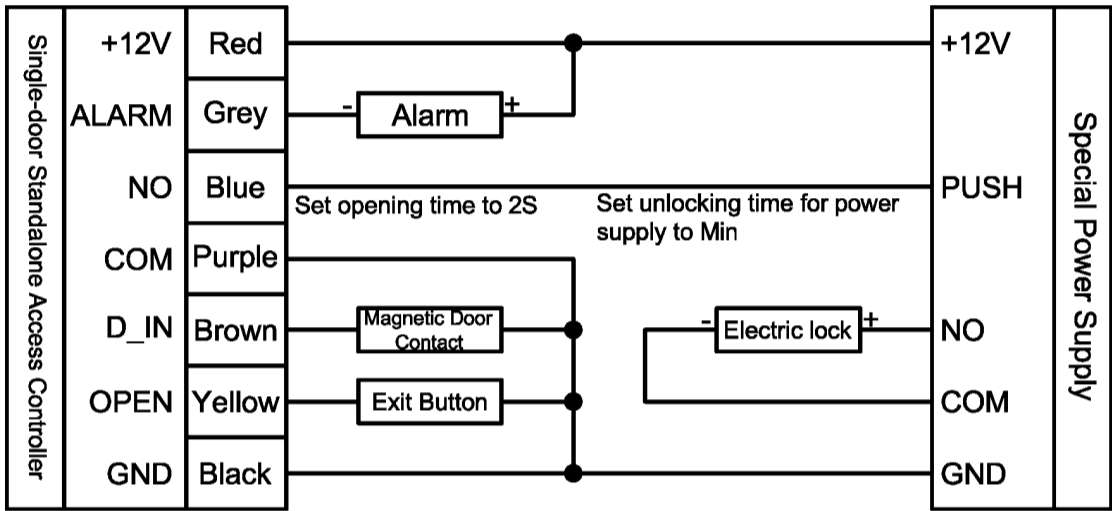 Single-door Standalone Access Controller
+12V Red
+12V
ALARM Grey
- Alarm +
NO Blue
PUSH
Set opening time to 2S
Set unlocking time for power
supply to Min
COM Purple
D_IN Brown
Magnetic Door
Contact
- Electric lock +
NO
OPEN Yellow
Exit Button
COM
GND Black
GND
Special Power Supply